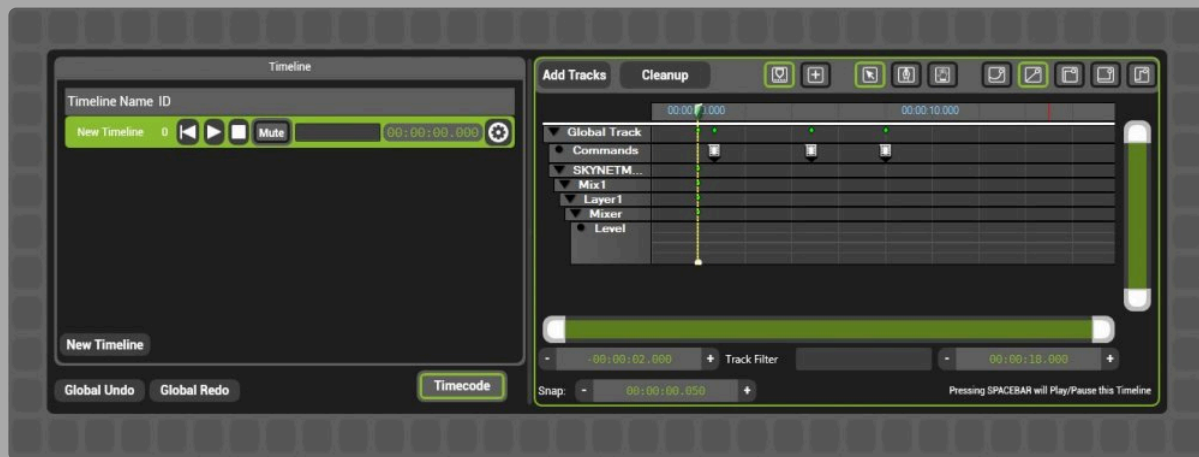 Timeline
Timeline Name ID
New Timeline 0 Mute 00:00:00.000
New Timeline
Global Undo Global Redo Timecode
Add Tracks Cleanup
00:00:10.000
Global Track
Commands
SKYNETM...
Mix1
Layer1
Mixer
Level
- -00:00:02.000 + Track Filter - 00:00:18.000 +
Snap: - 00:00:00.050 + Pressing SPACEBAR will Play/Pause this Timeline